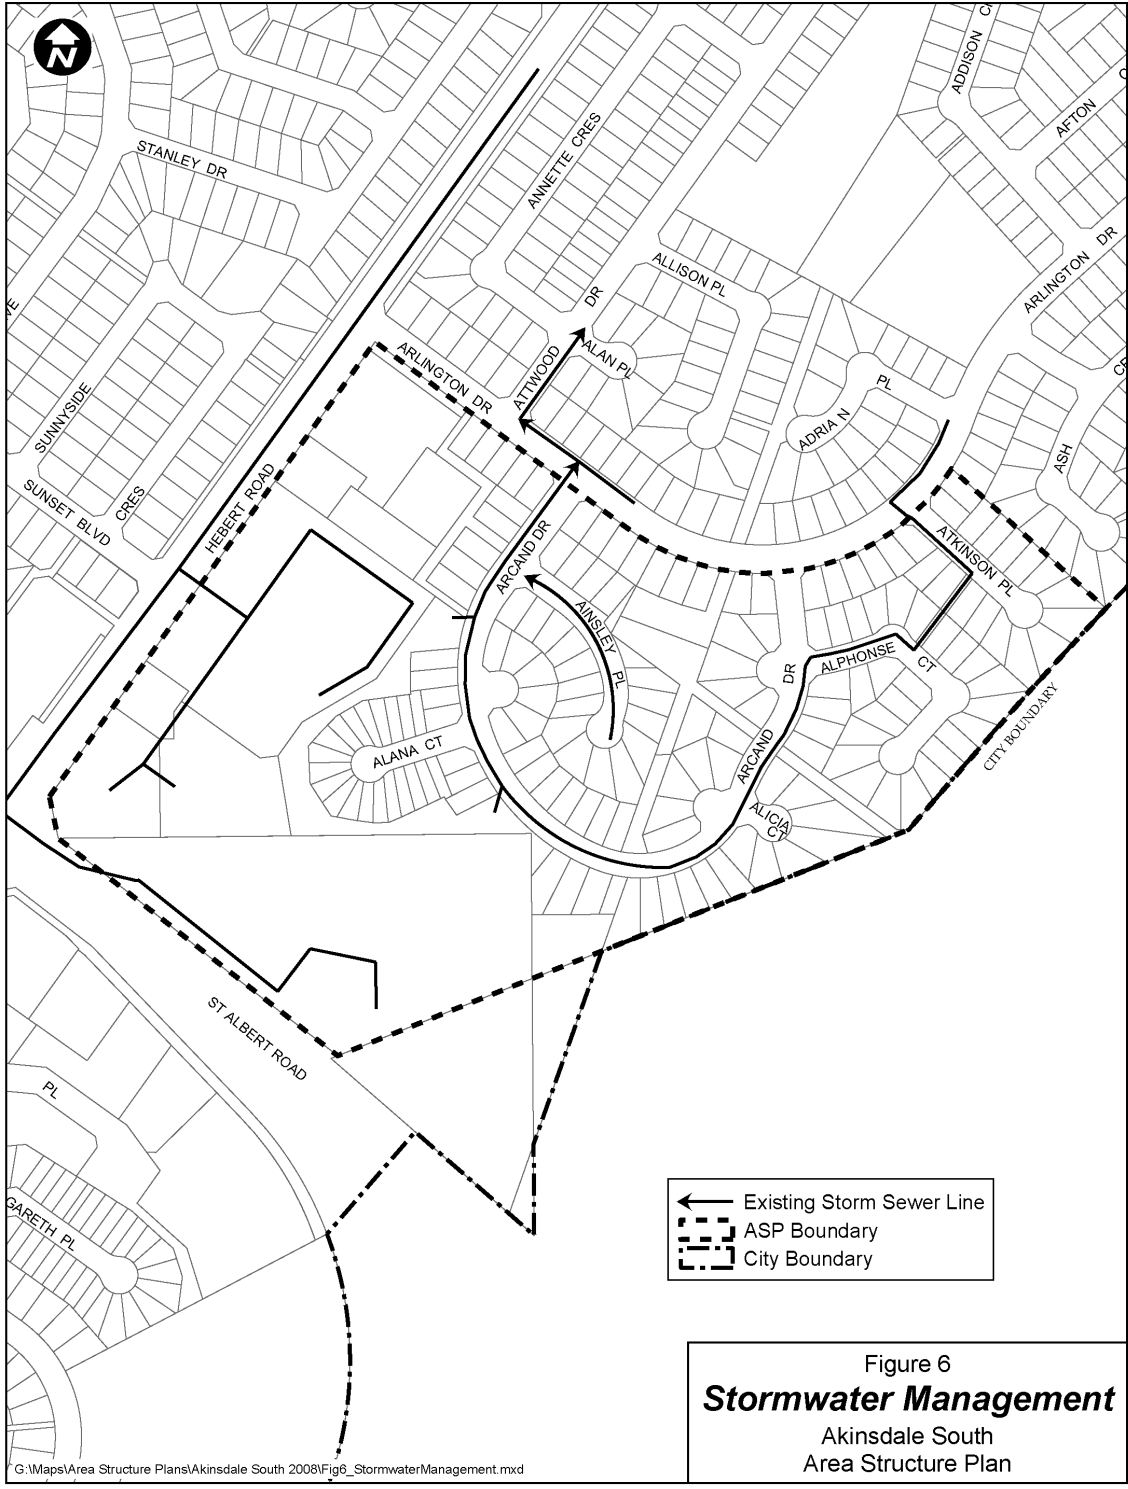 N
ADDISON
AFTON
STANLEY DR
ANNETTE CRES
ARLINGTON DR
ALLISON PL
VE
DR
ALAN PL
ATTWOOD
ARLINGTON DR
PL
ADRIA N
SUNNYSIDE
CRES
ASH
SUNSET BLVD
HEBERT ROAD
ARCAND DR
ATKINSON PL
AINSLEY PL
ALPHONSE CT
DR
ARCAND
CITY BOUNDARY
ALANA CT
ALICIA
CT
ST ALBERT ROAD
PL
GARETH PL
Existing Storm Sewer Line
ASP Boundary
City Boundary
Figure 6
Stormwater Management
Akinsdale South
Area Structure Plan
G:\Maps\Area Structure Plans\Akinsdale South 2008\Fig6_StormwaterManagement.mxd